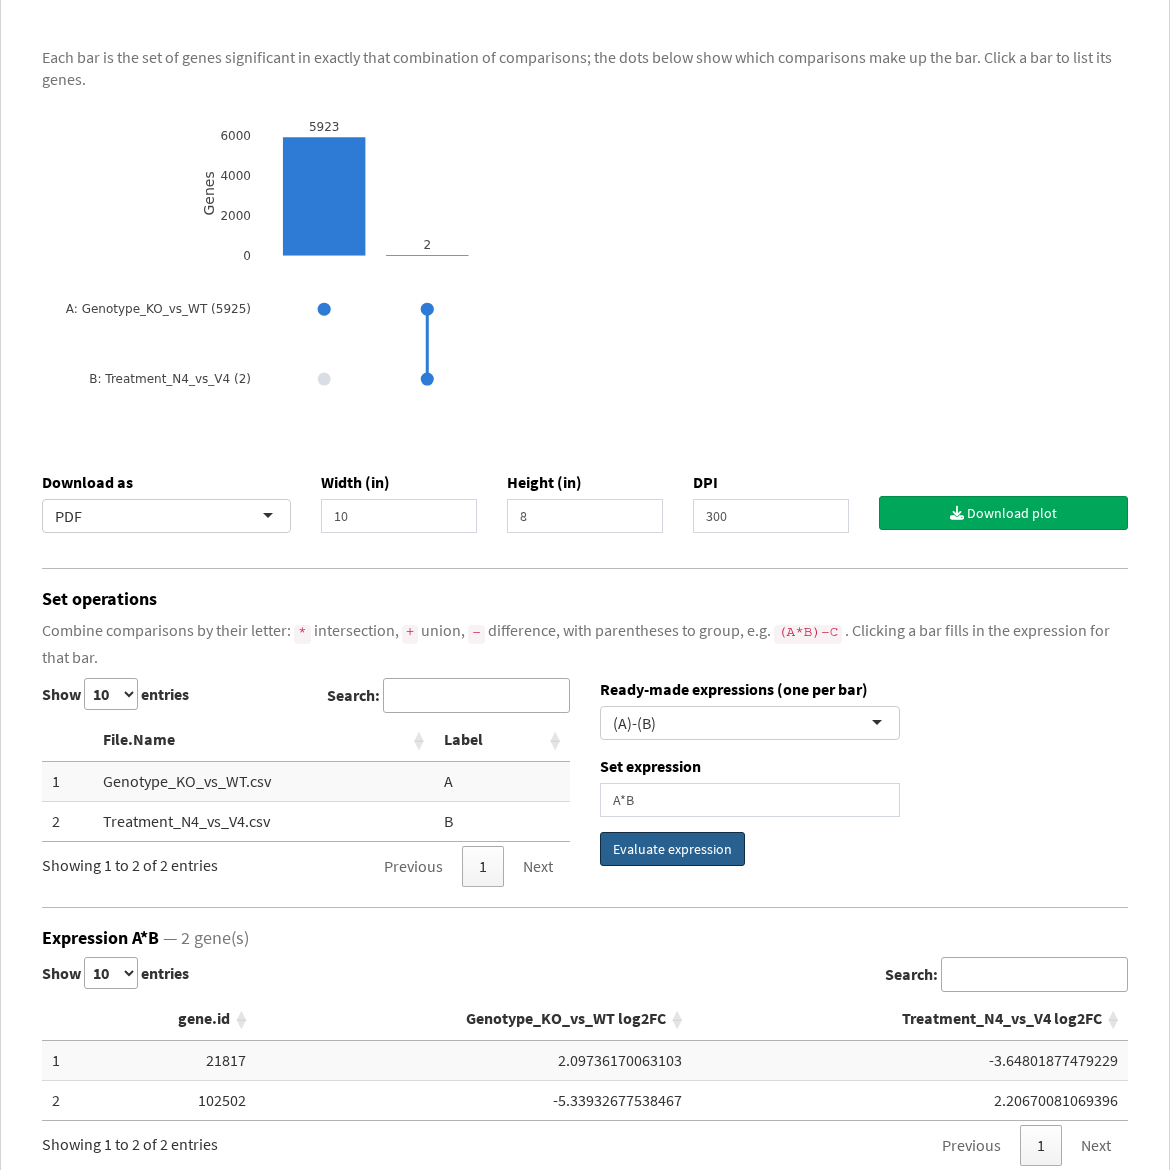 Each bar is the set of genes significant in exactly that combination of comparisons; the dots below show which comparisons make up the bar. Click a bar to list its
genes.
5923
6000
4000
2000
0
Genes
2
A: Genotype_KO_vs_WT (5925)
B: Treatment_N4_vs_V4 (2)
Download as
Width (in)
Height (in)
DPI
PDF
10
8
300
Download plot
Set operations
Combine comparisons by their letter: * intersection, + union, − difference, with parentheses to group, e.g. (A*B)−C . Clicking a bar fills in the expression for
that bar.
Show 10 entries
Search:
File.Name Label
1 Genotype_KO_vs_WT.csv A
2 Treatment_N4_vs_V4.csv B
Showing 1 to 2 of 2 entries
Previous 1 Next
Ready-made expressions (one per bar)
(A)-(B)
Set expression
A*B
Evaluate expression
Expression A*B — 2 gene(s)
Show 10 entries
Search:
gene.id Genotype_KO_vs_WT log2FC Treatment_N4_vs_V4 log2FC
1 21817 2.09736170063103 -3.64801877479229
2 102502 -5.33932677538467 2.20670081069396
Showing 1 to 2 of 2 entries
Previous 1 Next